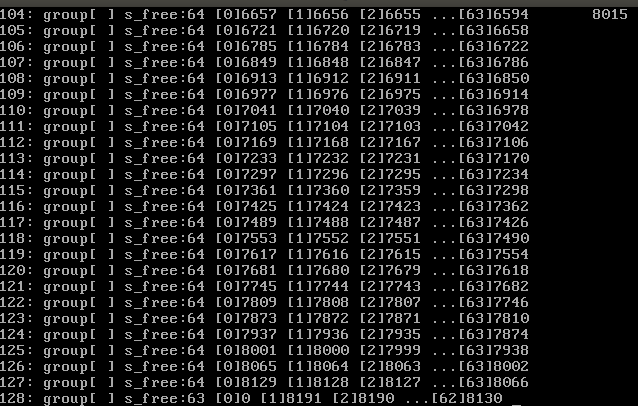 104: group[ ] s_free:64 [0]6657 [1]6656 [2]6655 ...[63]6594 8015
105: group[ ] s_free:64 [0]6721 [1]6720 [2]6719 ...[63]6658
106: group[ ] s_free:64 [0]6785 [1]6784 [2]6783 ...[63]6722
107: group[ ] s_free:64 [0]6849 [1]6848 [2]6847 ...[63]6786
108: group[ ] s_free:64 [0]6913 [1]6912 [2]6911 ...[63]6850
109: group[ ] s_free:64 [0]6977 [1]6976 [2]6975 ...[63]6914
110: group[ ] s_free:64 [0]7041 [1]7040 [2]7039 ...[63]6978
111: group[ ] s_free:64 [0]7105 [1]7104 [2]7103 ...[63]7042
112: group[ ] s_free:64 [0]7169 [1]7168 [2]7167 ...[63]7106
113: group[ ] s_free:64 [0]7233 [1]7232 [2]7231 ...[63]7170
114: group[ ] s_free:64 [0]7297 [1]7296 [2]7295 ...[63]7234
115: group[ ] s_free:64 [0]7361 [1]7360 [2]7359 ...[63]7298
116: group[ ] s_free:64 [0]7425 [1]7424 [2]7423 ...[63]7362
117: group[ ] s_free:64 [0]7489 [1]7488 [2]7487 ...[63]7426
118: group[ ] s_free:64 [0]7553 [1]7552 [2]7551 ...[63]7490
119: group[ ] s_free:64 [0]7617 [1]7616 [2]7615 ...[63]7554
120: group[ ] s_free:64 [0]7681 [1]7680 [2]7679 ...[63]7618
121: group[ ] s_free:64 [0]7745 [1]7744 [2]7743 ...[63]7682
122: group[ ] s_free:64 [0]7809 [1]7808 [2]7807 ...[63]7746
123: group[ ] s_free:64 [0]7873 [1]7872 [2]7871 ...[63]7810
124: group[ ] s_free:64 [0]7937 [1]7936 [2]7935 ...[63]7874
125: group[ ] s_free:64 [0]8001 [1]8000 [2]7999 ...[63]7938
126: group[ ] s_free:64 [0]8065 [1]8064 [2]8063 ...[63]8002
127: group[ ] s_free:64 [0]8129 [1]8128 [2]8127 ...[63]8066
128: group[ ] s_free:63 [0]0 [1]8191 [2]8190 ...[62]8130 _